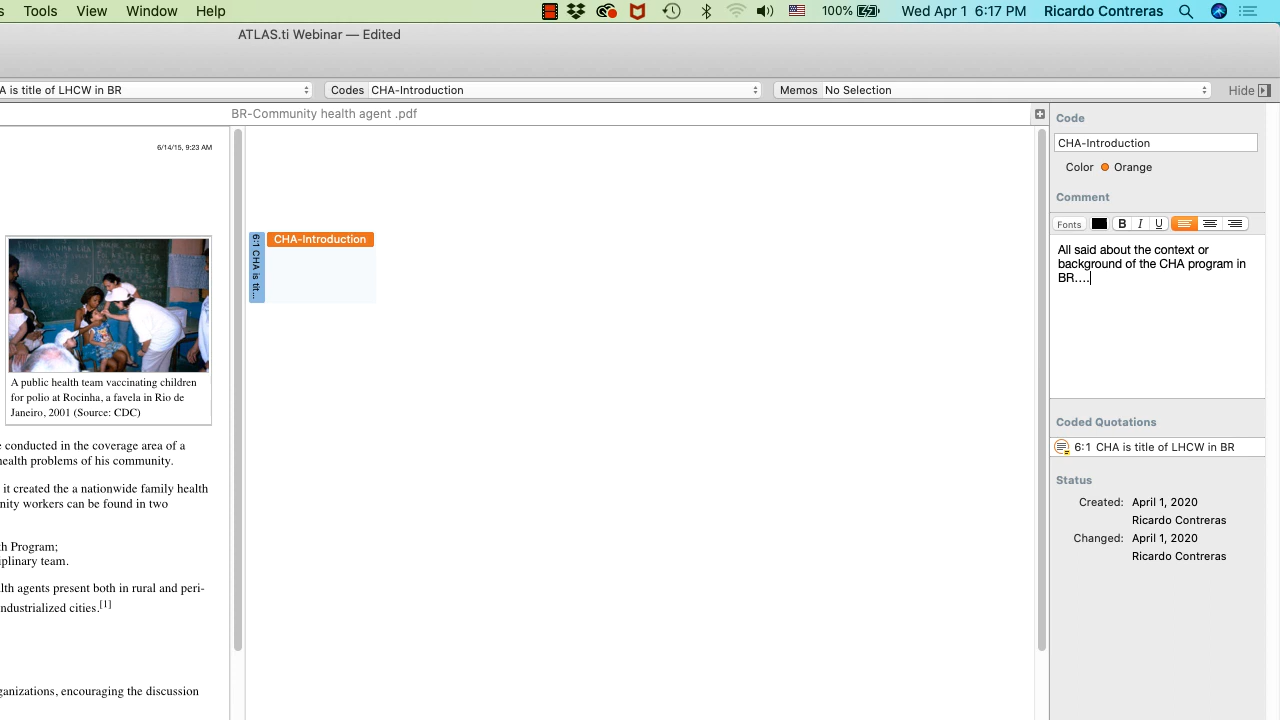 s Tools View Window Help 100% Wed Apr 1 6:17 PM Ricardo Contreras
ATLAS.ti Webinar — Edited
A is title of LHCW in BR Codes CHA-Introduction Memos No Selection Hide
BR-Community health agent .pdf
6/14/15, 9:23 AM
6:1 CHA is tit...
CHA-Introduction
A public health team vaccinating children
for polio at Rocinha, a favela in Rio de
Janeiro, 2001 (Source: CDC)
e conducted in the coverage area of a
health problems of his community.
it created the a nationwide family health
nity workers can be found in two
th Program;
iplinary team.
lth agents present both in rural and peri-
ndustrialized cities.[1]
ganizations, encouraging the discussion
Code
CHA-Introduction
Color Orange
Comment
Fonts B I U
All said about the context or
background of the CHA program in
BR....
Coded Quotations
6:1 CHA is title of LHCW in BR
Status
Created: April 1, 2020
Ricardo Contreras
Changed: April 1, 2020
Ricardo Contreras